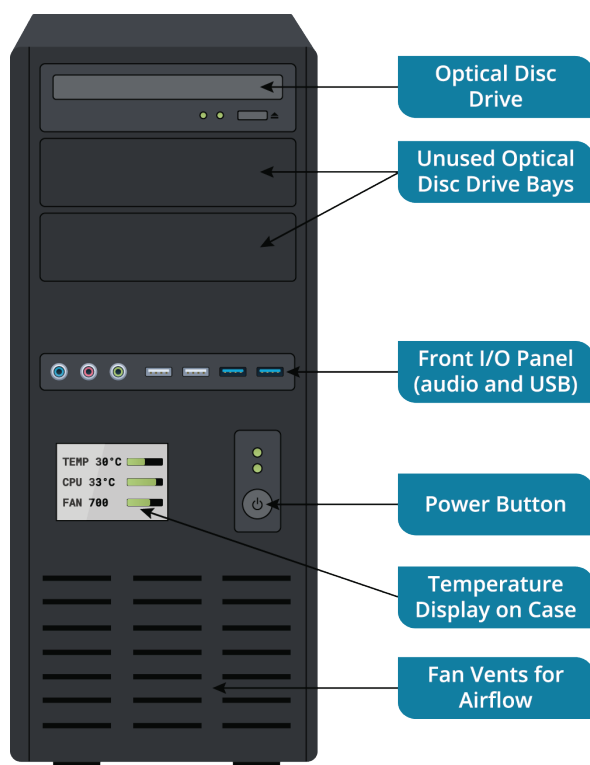 Optical Disc
Drive
Unused Optical
Disc Drive Bays
Front I/O Panel
(audio and USB)
TEMP 30°C
CPU 33°C
FAN 700
Power Button
Temperature
Display on Case
Fan Vents for
Airflow